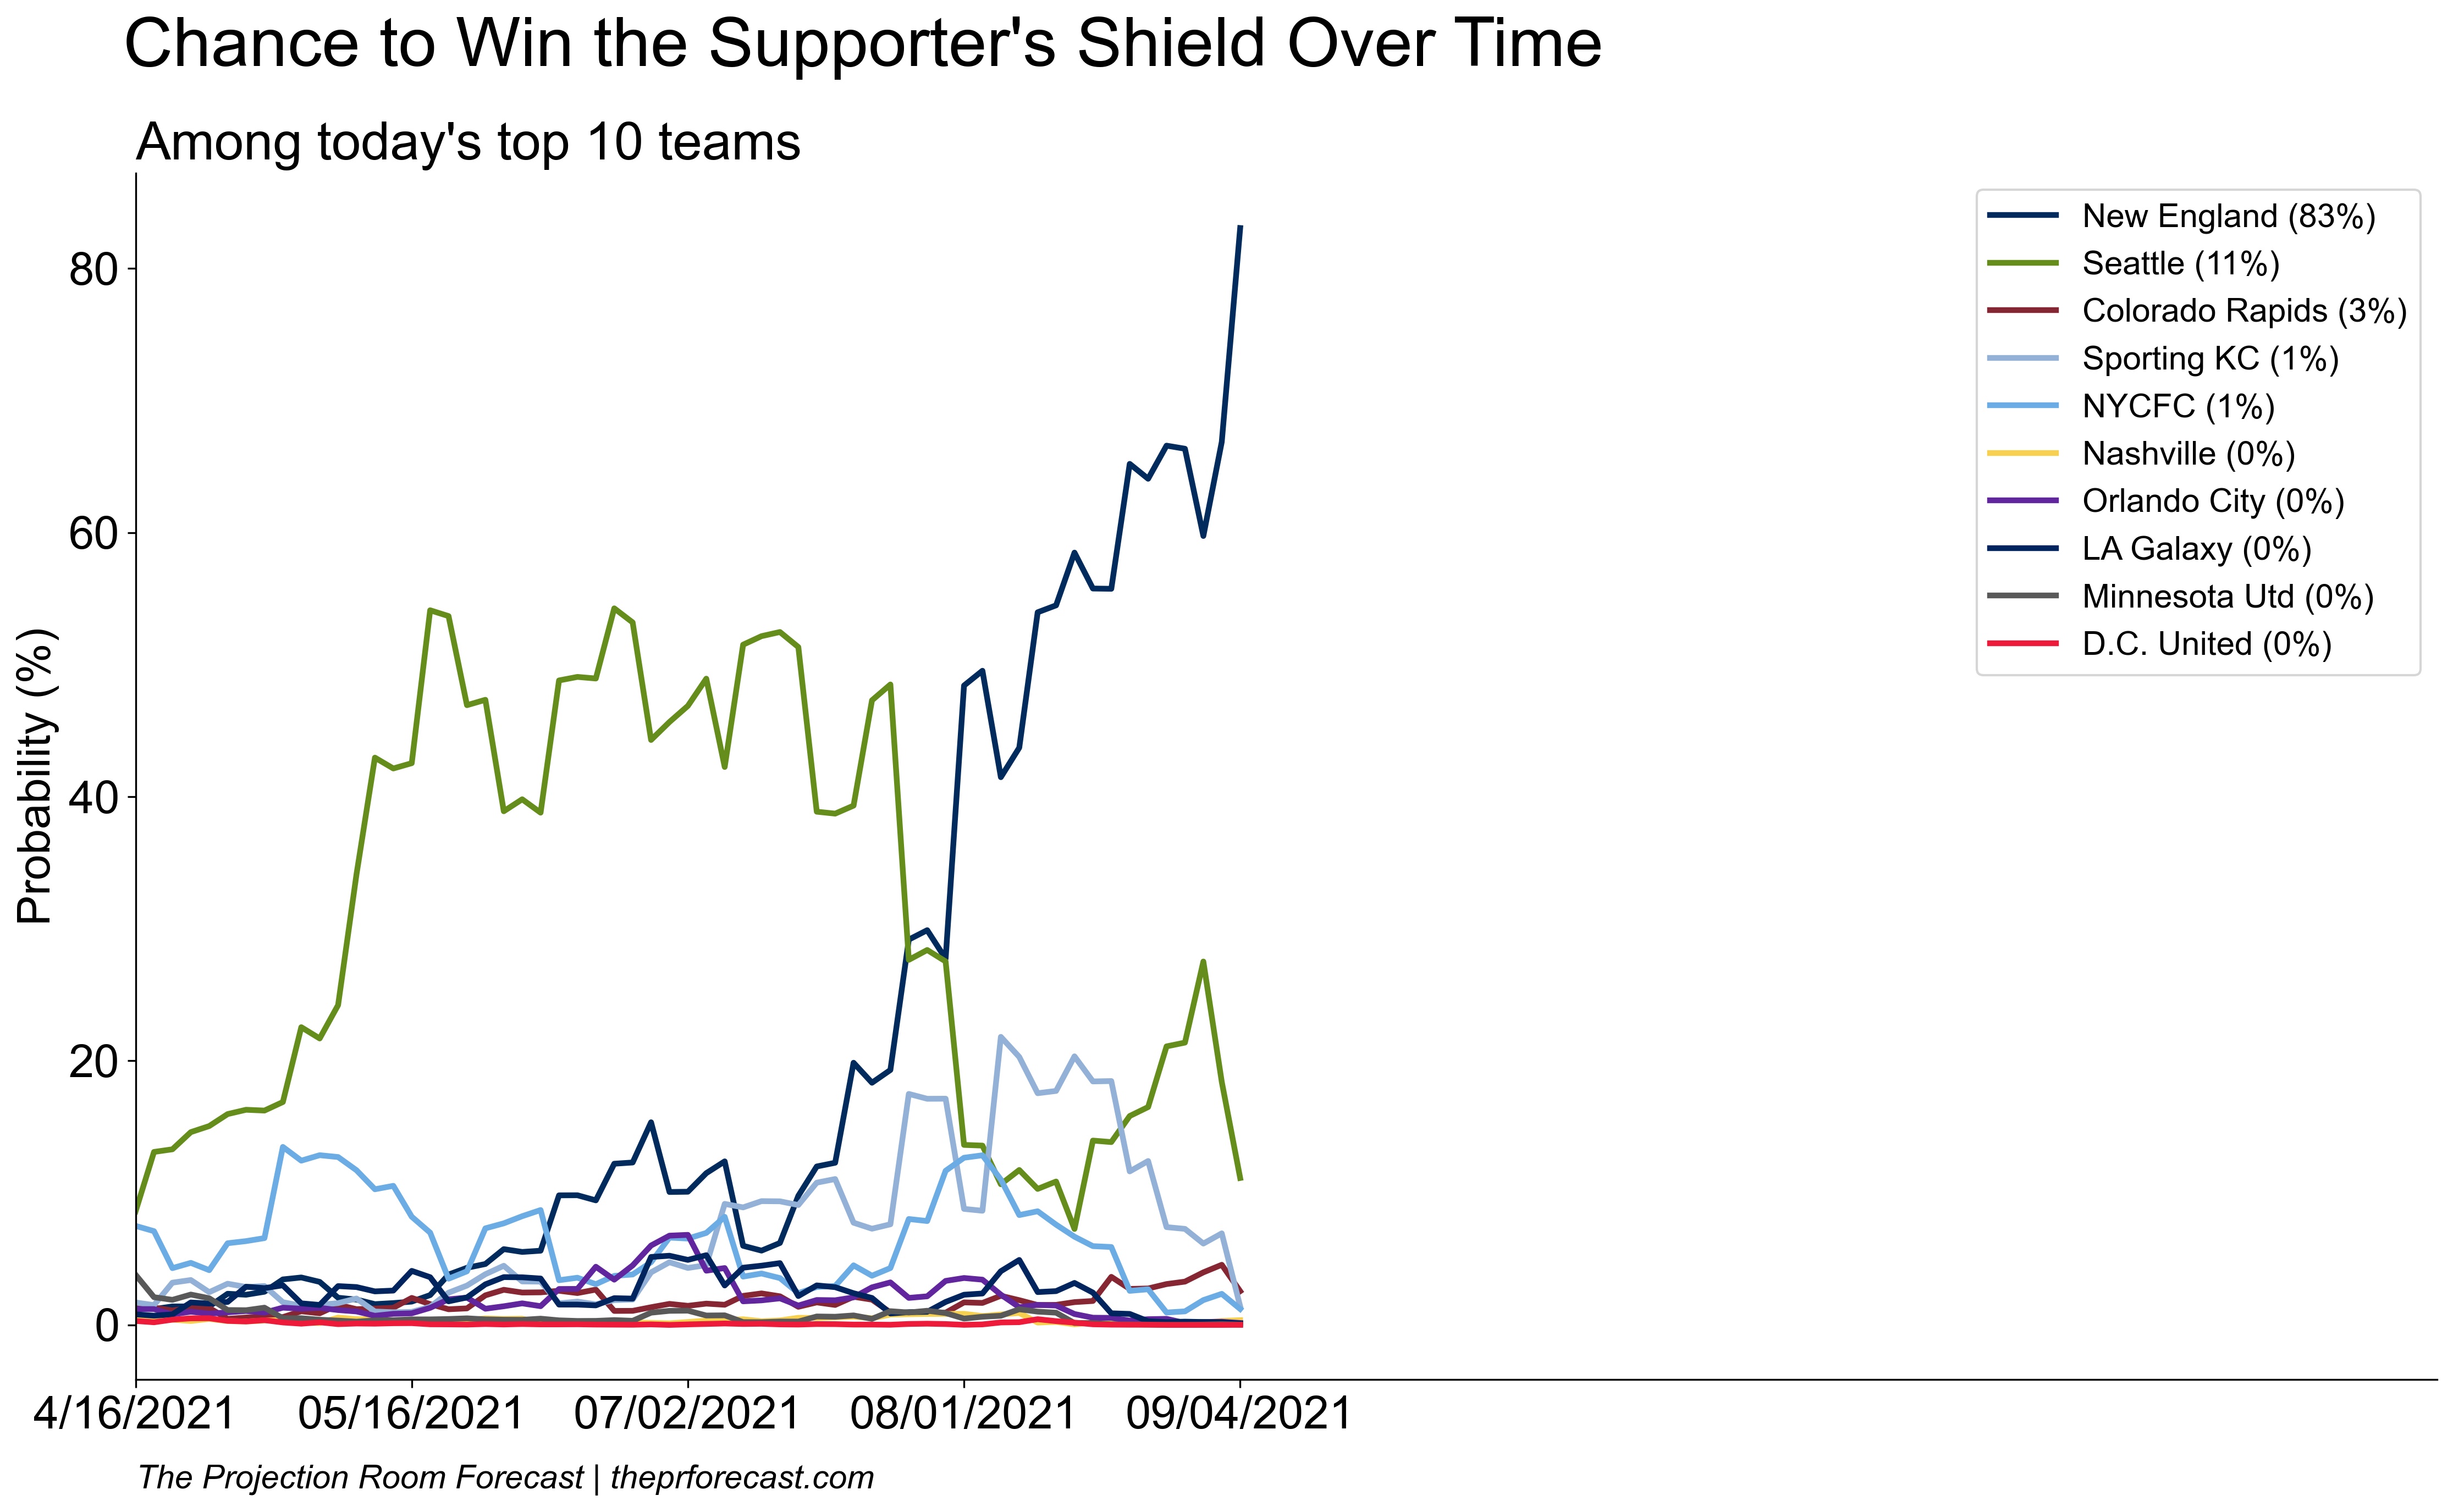 Chance to Win the Supporter's Shield Over Time
Among today's top 10 teams
Probability (%)
80
60
40
20
0
4/16/2021
05/16/2021
07/02/2021
08/01/2021
09/04/2021
New England (83%)
Seattle (11%)
Colorado Rapids (3%)
Sporting KC (1%)
NYCFC (1%)
Nashville (0%)
Orlando City (0%)
LA Galaxy (0%)
Minnesota Utd (0%)
D.C. United (0%)
The Projection Room Forecast | theprforecast.com